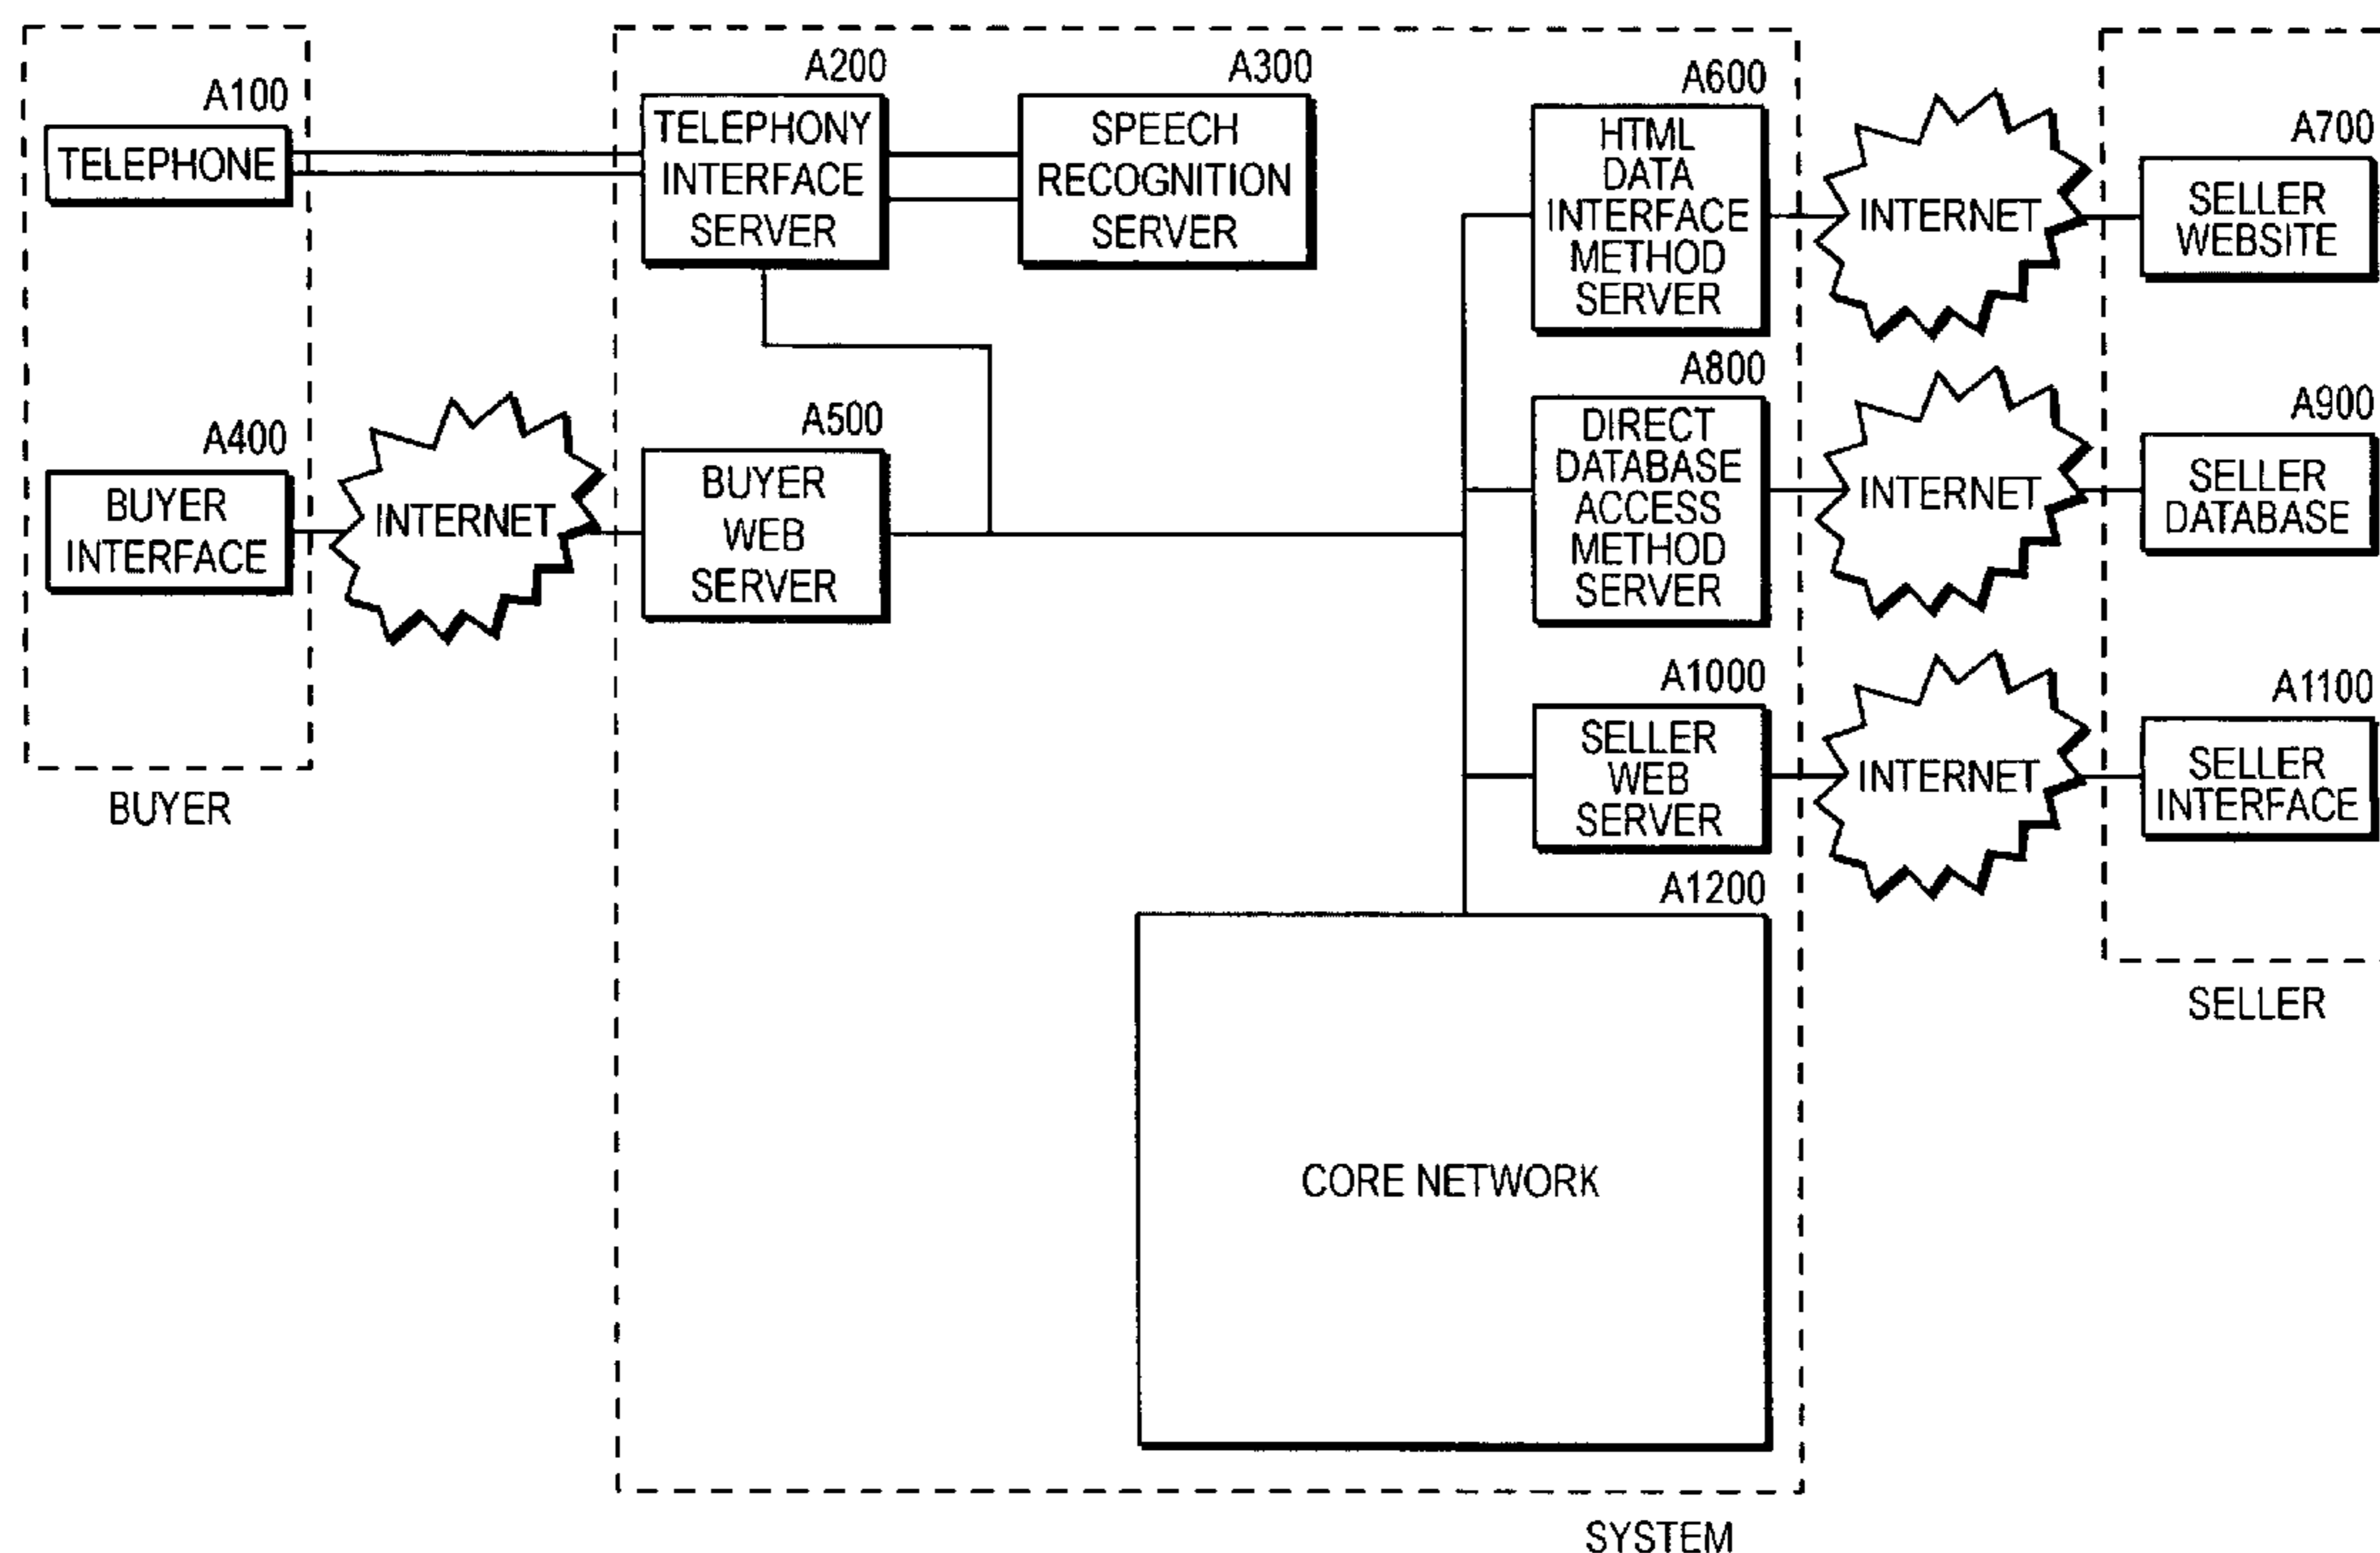 A100
TELEPHONE
A400
BUYER
INTERFACE
BUYER
INTERNET
A200
TELEPHONY
INTERFACE
SERVER
A300
SPEECH
RECOGNITION
SERVER
A500
BUYER
WEB
SERVER
A600
HTML
DATA
INTERFACE
METHOD
SERVER
A800
DIRECT
DATABASE
ACCESS
METHOD
SERVER
A1000
SELLER
WEB
SERVER
A1200
CORE NETWORK
SYSTEM
INTERNET
INTERNET
INTERNET
A700
SELLER
WEBSITE
A900
SELLER
DATABASE
A1100
SELLER
INTERFACE
SELLER